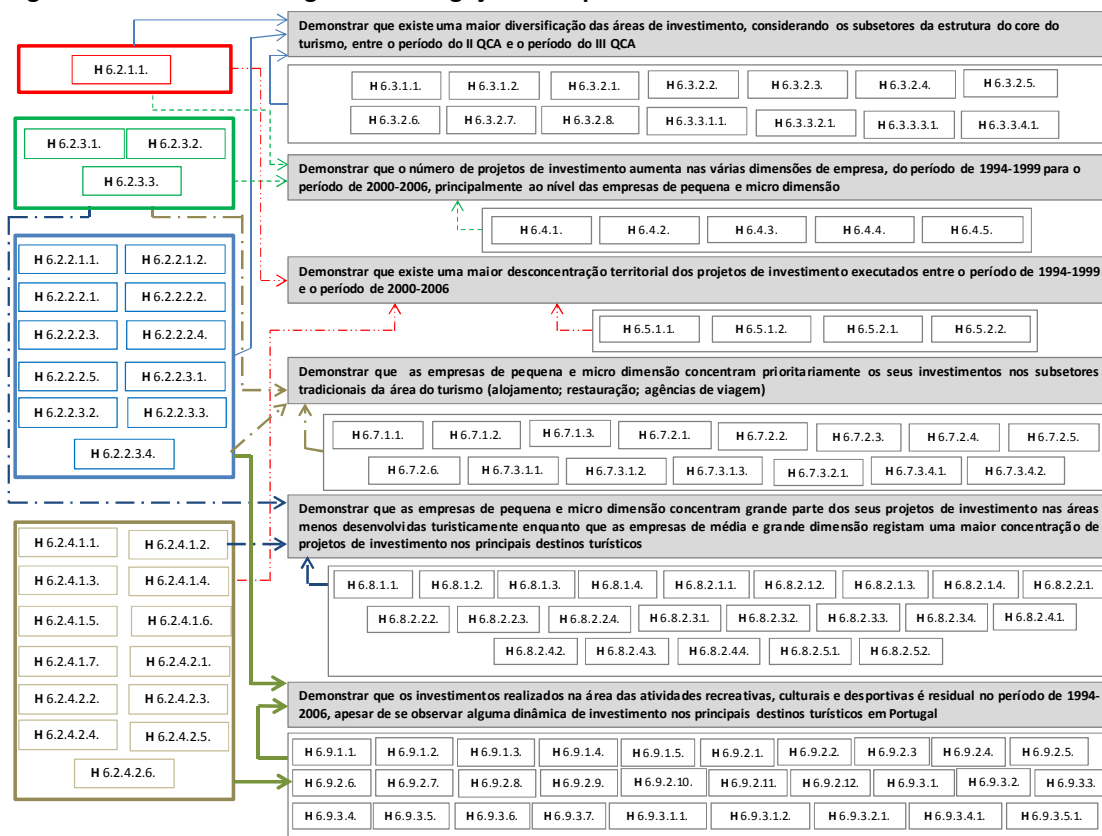 Demonstrar que existe uma maior diversificação das áreas de investimento, considerando os subsetores da estrutura do core do
turismo, entre o período do II QCA e o período do III QCA
H 6.2.1.1.
H 6.3.1.1. H 6.3.1.2. H 6.3.2.1. H 6.3.2.2. H 6.3.2.3. H 6.3.2.4. H 6.3.2.5.
H 6.3.2.6. H 6.3.2.7. H 6.3.2.8. H 6.3.3.1.1. H 6.3.3.2.1. H 6.3.3.3.1. H 6.3.3.4.1.
H 6.2.3.1. H 6.2.3.2.
H 6.2.3.3.
Demonstrar que o número de projetos de investimento aumenta nas várias dimensões de empresa, do período de 1994-1999 para o
período de 2000-2006, principalmente ao nível das empresas de pequena e micro dimensão
H 6.4.1. H 6.4.2. H 6.4.3. H 6.4.4. H 6.4.5.
H 6.2.2.1.1. H 6.2.2.1.2.
H 6.2.2.2.1. H 6.2.2.2.2.
H 6.2.2.2.3. H 6.2.2.2.4.
H 6.2.2.2.5. H 6.2.2.3.1.
H 6.2.2.3.2. H 6.2.2.3.3.
H 6.2.2.3.4.
Demonstrar que existe uma maior desconcentração territorial dos projetos de investimento executados entre o período de 1994-1999
e o período de 2000-2006
H 6.5.1.1. H 6.5.1.2. H 6.5.2.1. H 6.5.2.2.
Demonstrar que as empresas de pequena e micro dimensão concentram prioritariamente os seus investimentos nos subsetores
tradicionais da área do turismo (alojamento; restauração; agências de viagem)
H 6.7.1.1. H 6.7.1.2. H 6.7.1.3. H 6.7.2.1. H 6.7.2.2. H 6.7.2.3. H 6.7.2.4. H 6.7.2.5.
H 6.7.2.6. H 6.7.3.1.1. H 6.7.3.1.2. H 6.7.3.1.3. H 6.7.3.2.1. H 6.7.3.4.1. H 6.7.3.4.2.
Demonstrar que as empresas de pequena e micro dimensão concentram grande parte dos seus projetos de investimento nas áreas
menos desenvolvidas turisticamente enquanto que as empresas de média e grande dimensão registam uma maior concentração de
projetos de investimento nos principais destinos turísticos
H 6.2.4.1.1. H 6.2.4.1.2.
H 6.2.4.1.3. H 6.2.4.1.4.
H 6.2.4.1.5. H 6.2.4.1.6.
H 6.2.4.1.7. H 6.2.4.2.1.
H 6.2.4.2.2. H 6.2.4.2.3.
H 6.2.4.2.4. H 6.2.4.2.5.
H 6.2.4.2.6.
H 6.8.1.1. H 6.8.1.2. H 6.8.1.3. H 6.8.1.4. H 6.8.2.1.1. H 6.8.2.1.2. H 6.8.2.1.3. H 6.8.2.1.4. H 6.8.2.2.1.
H 6.8.2.2.2. H 6.8.2.2.3. H 6.8.2.2.4. H 6.8.2.3.1. H 6.8.2.3.2. H 6.8.2.3.3. H 6.8.2.3.4. H 6.8.2.4.1.
H 6.8.2.4.2. H 6.8.2.4.3. H 6.8.2.4.4. H 6.8.2.5.1. H 6.8.2.5.2.
Demonstrar que os investimentos realizados na área das atividades recreativas, culturais e desportivas é residual no período de 1994-
2006, apesar de se observar alguma dinâmica de investimento nos principais destinos turísticos em Portugal
H 6.9.1.1. H 6.9.1.2. H 6.9.1.3. H 6.9.1.4. H 6.9.1.5. H 6.9.2.1. H 6.9.2.2. H 6.9.2.3 H 6.9.2.4. H 6.9.2.5.
H 6.9.2.6. H 6.9.2.7. H 6.9.2.8. H 6.9.2.9. H 6.9.2.10. H 6.9.2.11. H 6.9.2.12. H 6.9.3.1. H 6.9.3.2. H 6.9.3.3.
H 6.9.3.4. H 6.9.3.5. H 6.9.3.6. H 6.9.3.7. H 6.9.3.1.1. H 6.9.3.1.2. H 6.9.3.2.1. H 6.9.3.4.1. H 6.9.3.5.1.